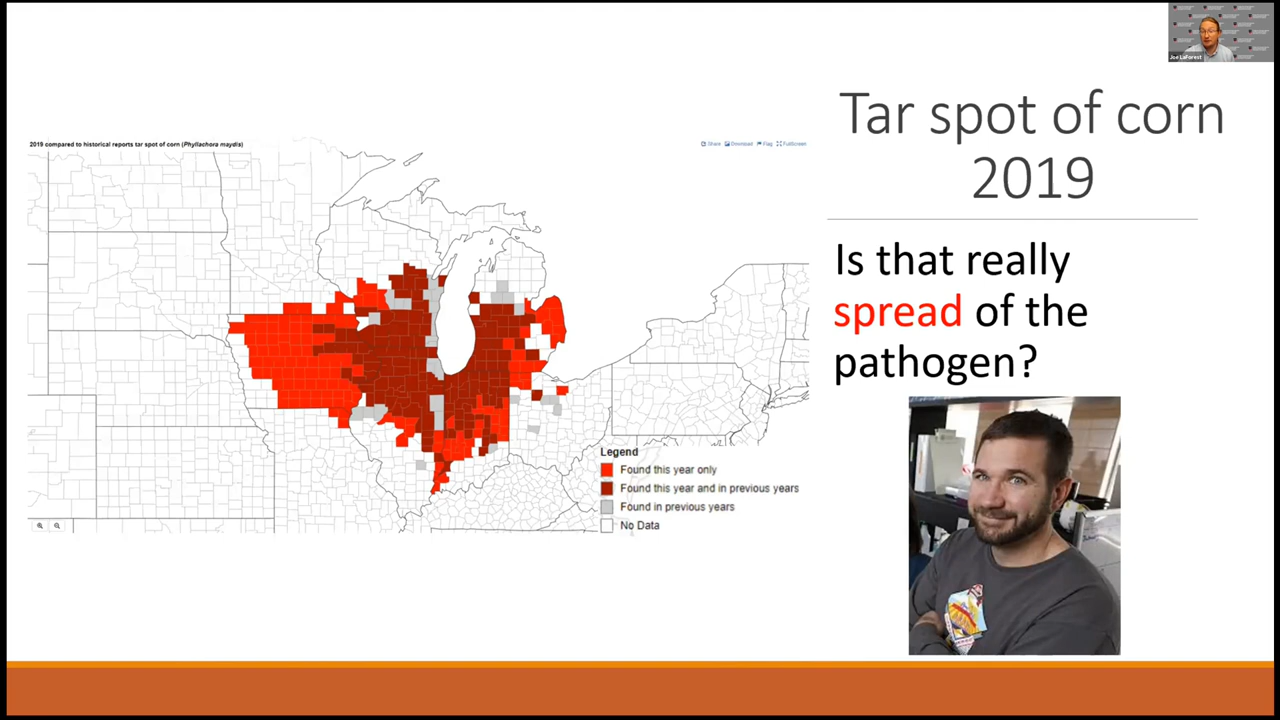 Joe LaForest
Tar spot of corn
2019
2019 compared to historical reports tar spot of corn (Phyllachora maydis)
Share Download Flag FullScreen
Is that really
spread of the
pathogen?
Legend
Found this year only
Found this year and in previous years
Found in previous years
No Data